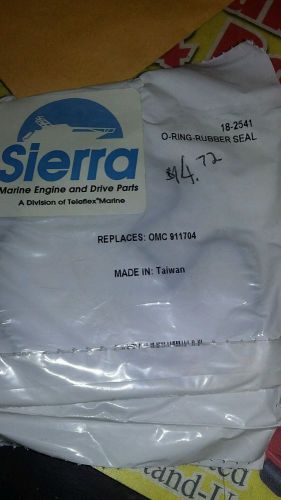 18-2541
O-RING-RUBBER SEAL
$14.72
Sierra
Marine Engine and Drive Parts
A Division of Teleflex® Marine
REPLACES: OMC 911704
MADE IN: Taiwan